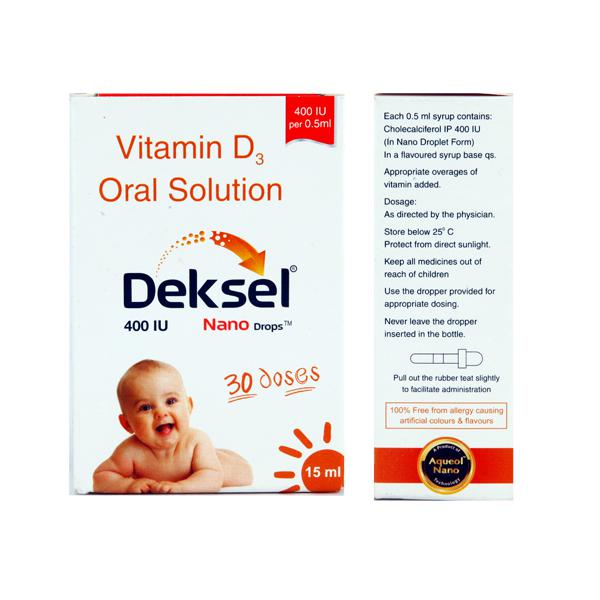 400 IU
per 0.5ml
Vitamin D3
Oral Solution
Deksel®
400 IU Nano Drops™
30 doses
15 ml
Each 0.5 ml syrup contains:
Cholecalciferol IP 400 IU
(In Nano Droplet Form)
In a flavoured syrup base qs.
Appropriate overages of
vitamin added.
Dosage:
As directed by the physician.
Store below 25° C
Protect from direct sunlight.
Keep all medicines out of
reach of children
Use the dropper provided for
appropriate dosing.
Never leave the dropper
inserted in the bottle.
Pull out the rubber teat slightly
to facilitate administration
100% Free from allergy causing
artificial colours & flavours
A Product of
Aqueol
Nano
Technology